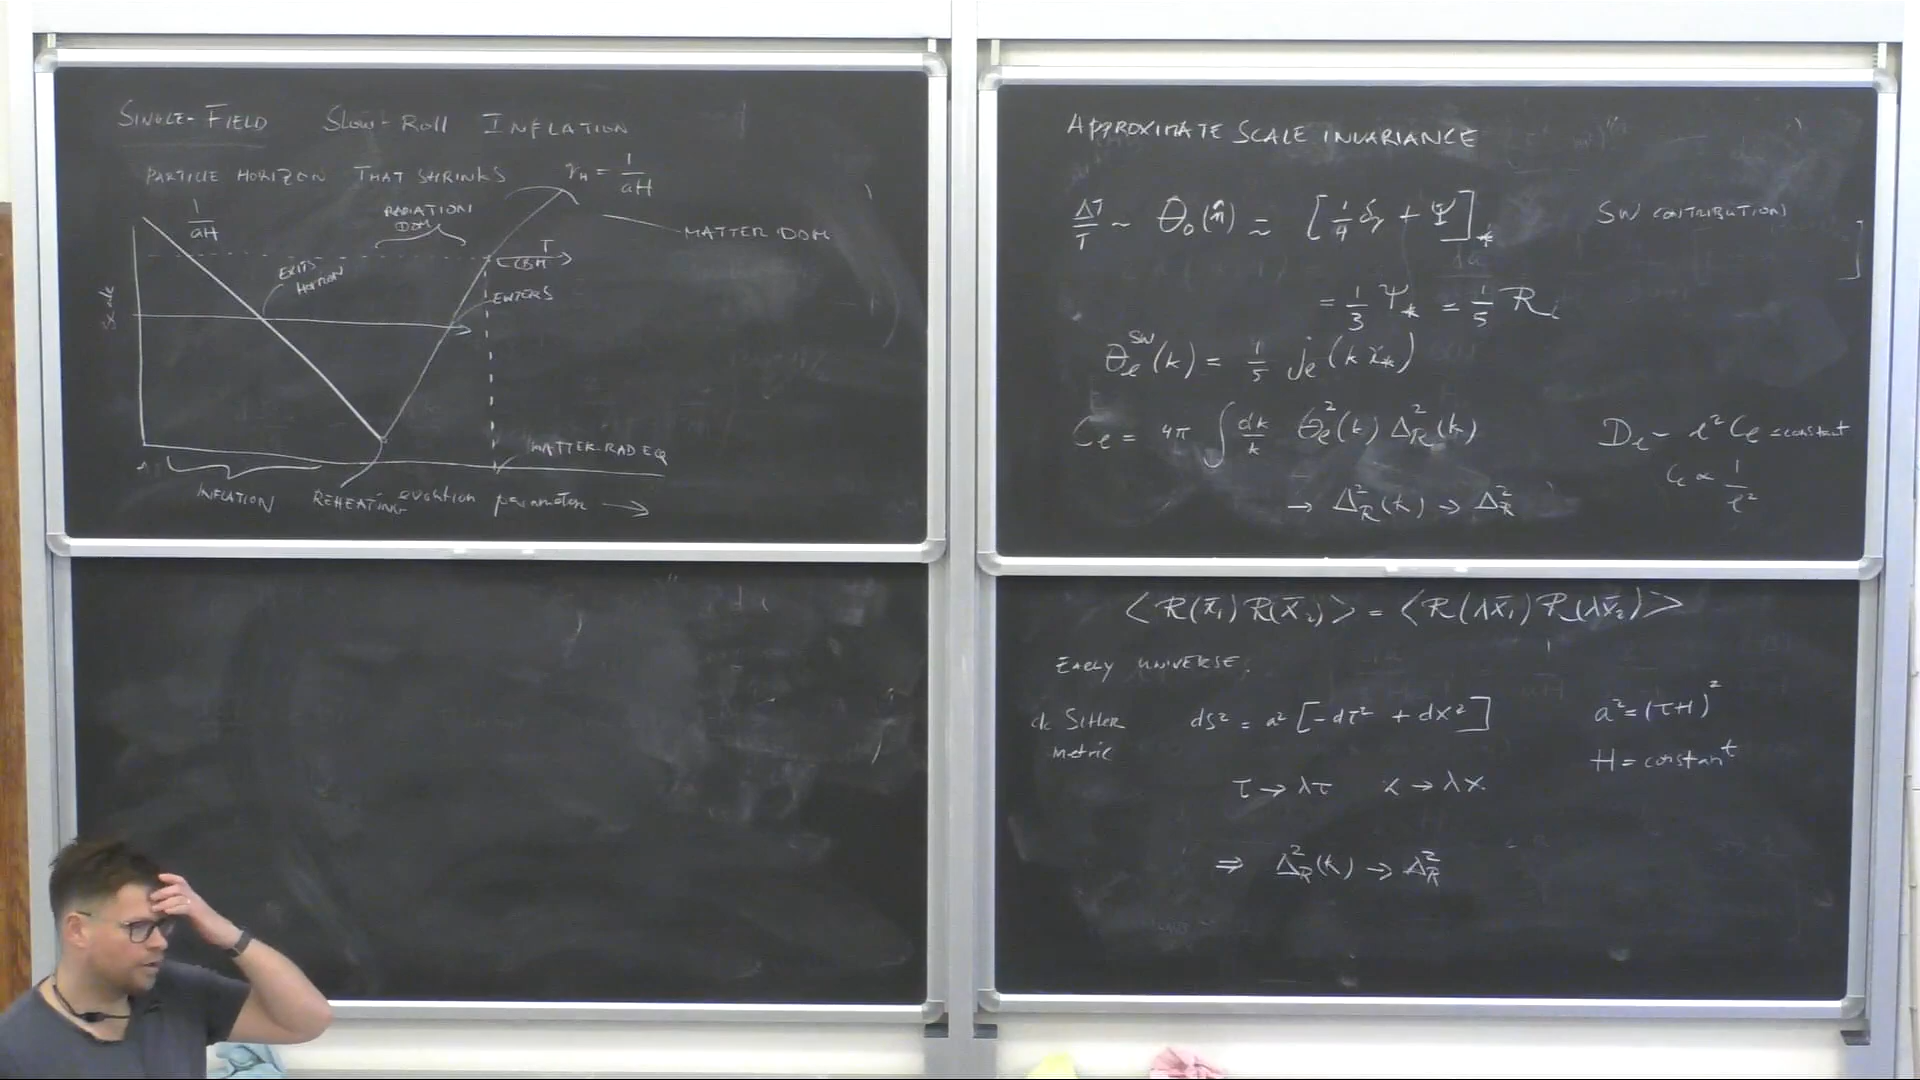 SINGLE-FIELD SLOW-ROLL INFLATION
PARTICLE HORIZON THAT SHRINKS r_H = 1/aH
1/aH
RADIATION DOM
MATTER DOM
EXITS HORIZON
ENTERS
scale
MATTER-RAD EQ
INFLATION
REHEATING evolution parameter →
APPROXIMATE SCALE INVARIANCE
ΔT/T ~ Θ₀(n̂) ≈ [1/4 δ_γ + Ψ]_* SW CONTRIBUTION
= 1/3 Ψ_* = 1/5 R_i
Θ_ℓ^SW(k) = 1/5 j_ℓ(k χ_*)
C_ℓ = 4π ∫ dk/k Θ_ℓ²(k) Δ_R²(k) D_ℓ ~ ℓ² C_ℓ = constant
C_ℓ ∝ 1/ℓ²
→ Δ_R²(k) → Δ_R²
⟨R(x̄₁) R(x̄₂)⟩ = ⟨R(λx̄₁) R(λx̄₂)⟩
EARLY UNIVERSE:
de Sitter metric ds² = a² [-dτ² + dx²] a² = (τH)²
H = constant
τ → λτ x → λx
⇒ Δ_R²(k) → Δ_R²